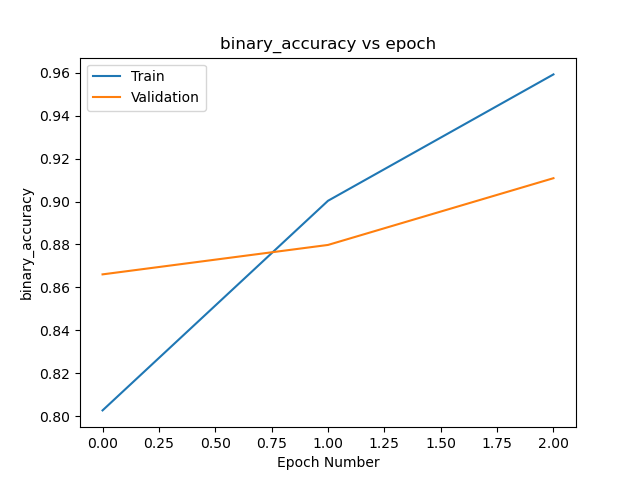 binary_accuracy vs epoch
Train
Validation
0.96
0.94
0.92
0.90
0.88
0.86
0.84
0.82
0.80
binary_accuracy
0.00 0.25 0.50 0.75 1.00 1.25 1.50 1.75 2.00
Epoch Number